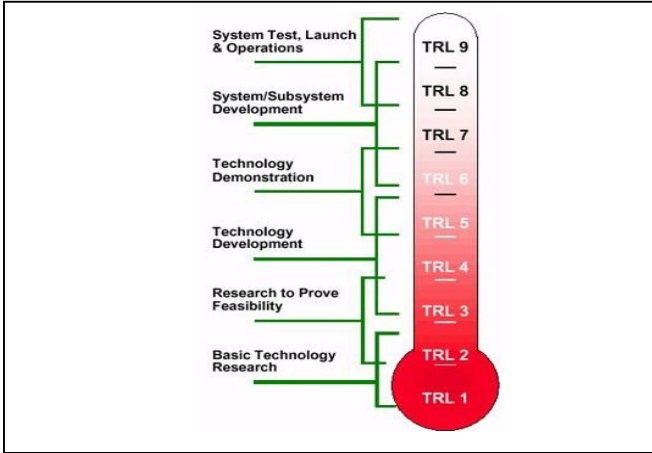 System Test, Launch
& Operations
System/Subsystem
Development
Technology
Demonstration
Technology
Development
Research to Prove
Feasibility
Basic Technology
Research
TRL 9
TRL 8
TRL 7
TRL 6
TRL 5
TRL 4
TRL 3
TRL 2
TRL 1